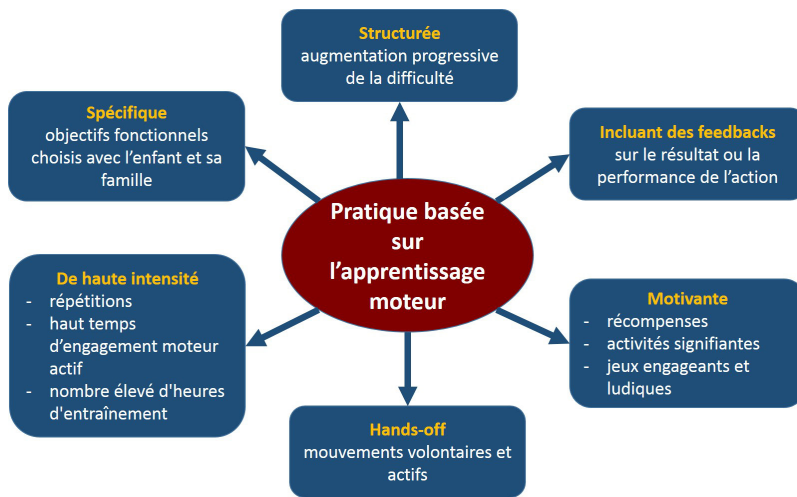 Structurée
augmentation progressive
de la difficulté
Spécifique
objectifs fonctionnels
choisis avec l'enfant et sa
famille
Incluant des feedbacks
sur le résultat ou la
performance de l'action
Pratique basée
sur
l'apprentissage
moteur
De haute intensité
- répétitions
- haut temps
d'engagement moteur
actif
- nombre élevé d'heures
d'entraînement
Motivante
- récompenses
- activités signifiantes
- jeux engageants et
ludiques
Hands-off
mouvements volontaires et
actifs